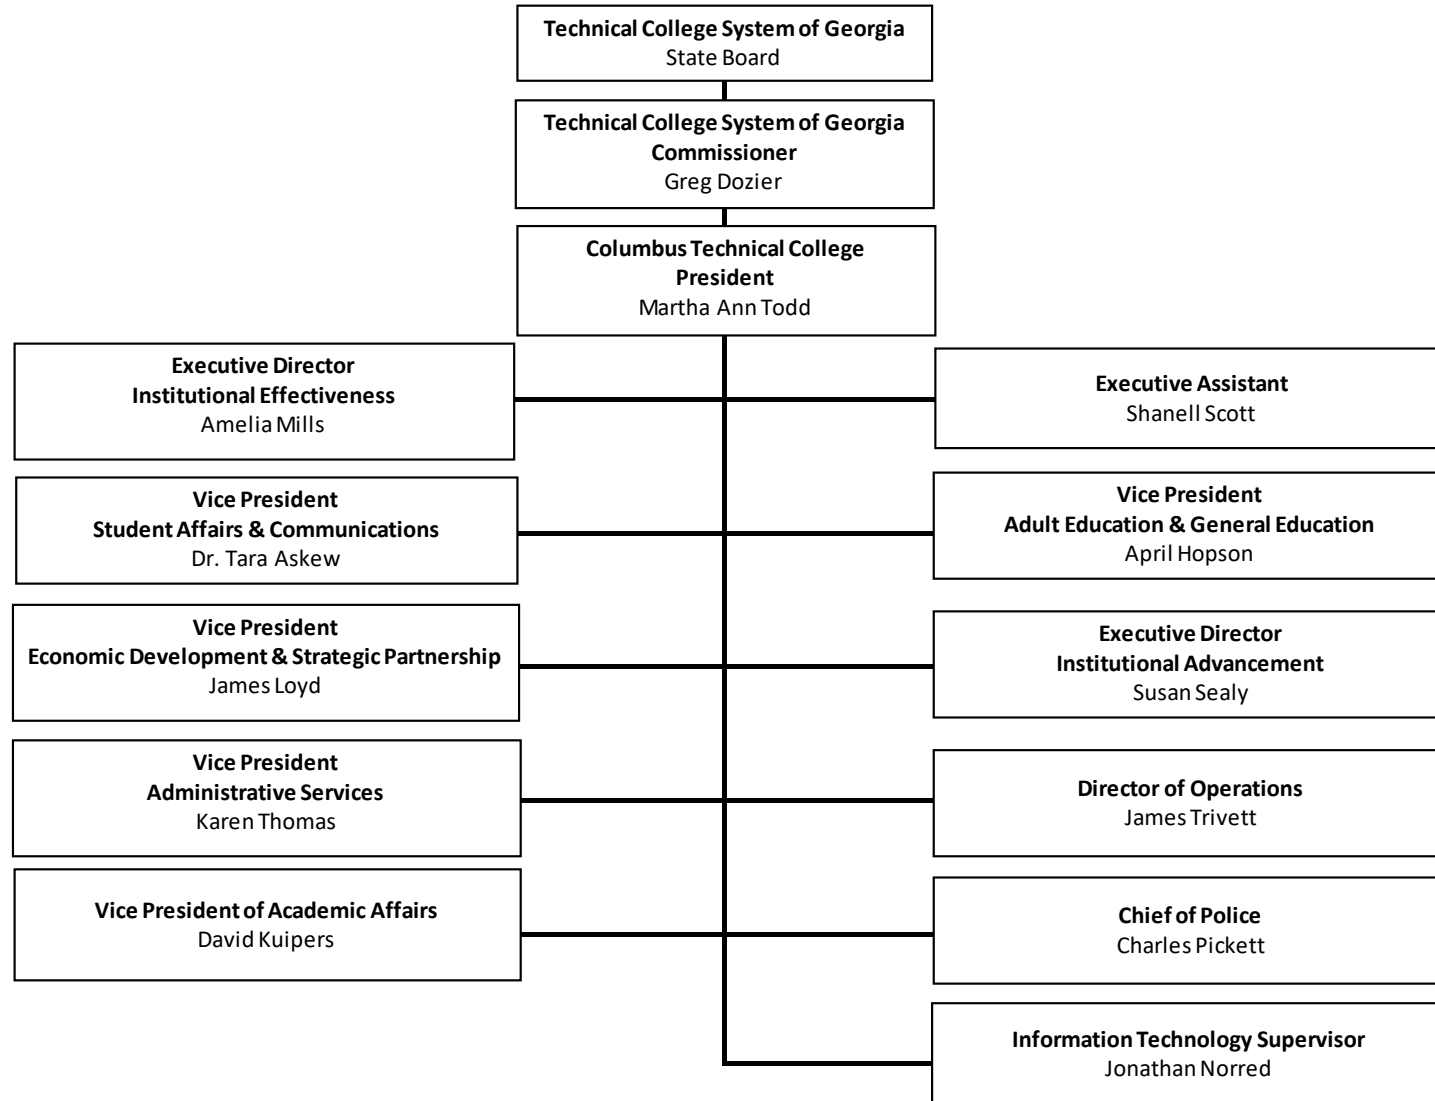 Technical College System of Georgia
State Board
Technical College System of Georgia
Commissioner
Greg Dozier
Columbus Technical College
President
Martha Ann Todd
Executive Director
Institutional Effectiveness
Amelia Mills
Executive Assistant
Shanell Scott
Vice President
Student Affairs & Communications
Dr. Tara Askew
Vice President
Adult Education & General Education
April Hopson
Vice President
Economic Development & Strategic Partnership
James Loyd
Executive Director
Institutional Advancement
Susan Sealy
Vice President
Administrative Services
Karen Thomas
Director of Operations
James Trivett
Vice President of Academic Affairs
David Kuipers
Chief of Police
Charles Pickett
Information Technology Supervisor
Jonathan Norred